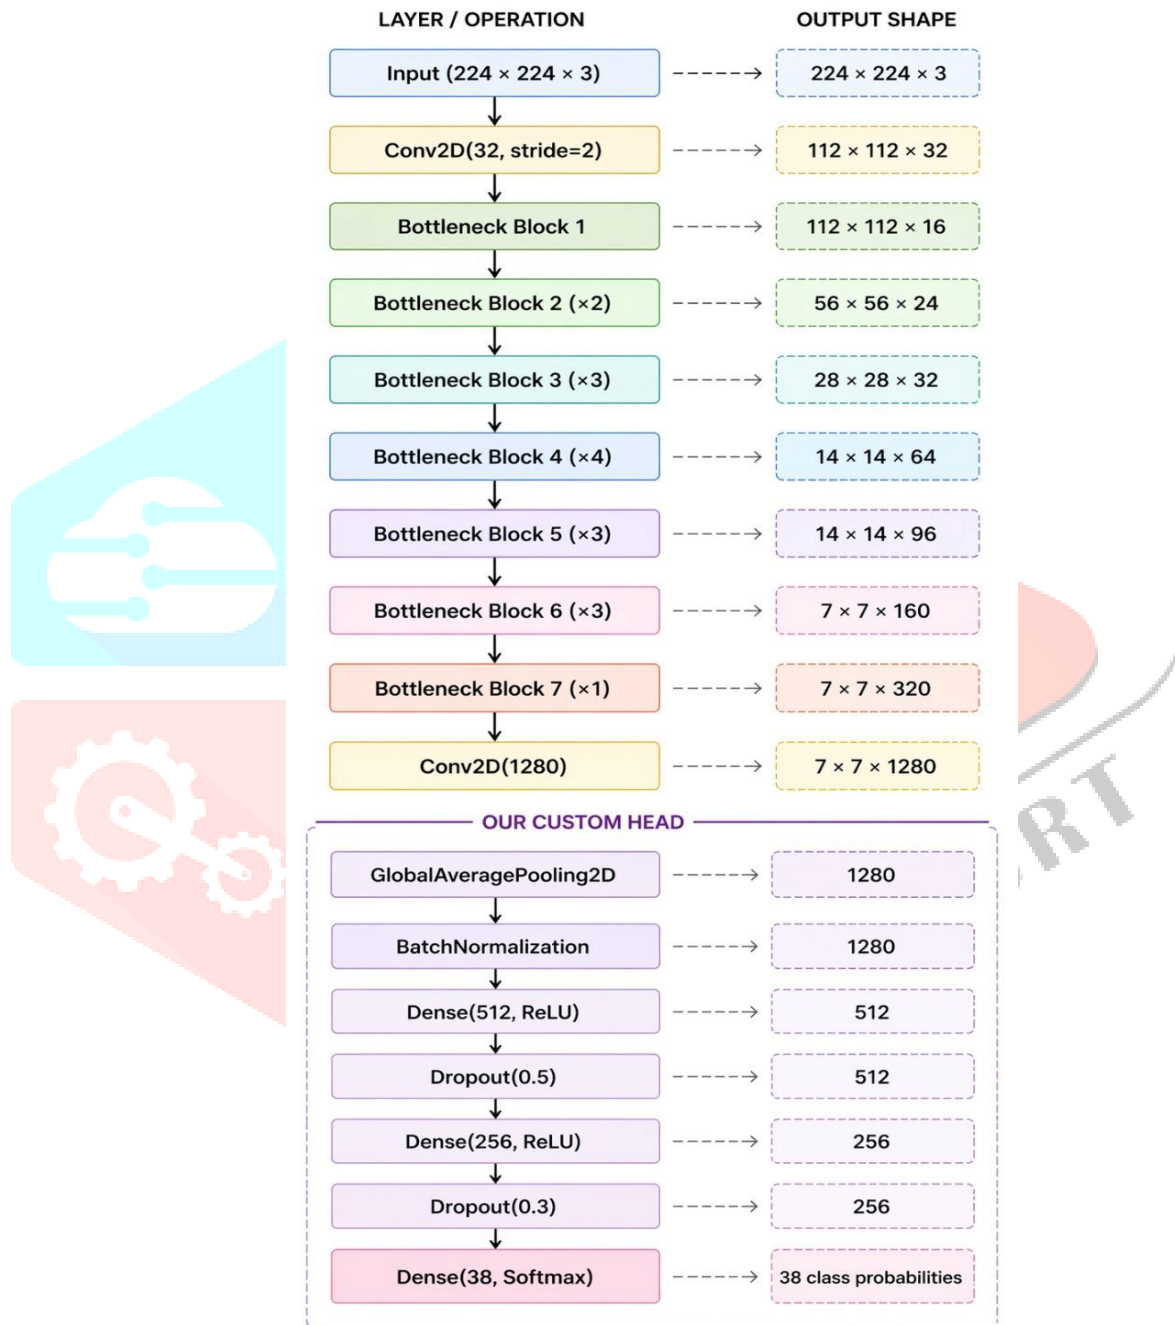 LAYER / OPERATION OUTPUT SHAPE
Input (224 × 224 × 3) 224 × 224 × 3
Conv2D(32, stride=2) 112 × 112 × 32
Bottleneck Block 1 112 × 112 × 16
Bottleneck Block 2 (×2) 56 × 56 × 24
Bottleneck Block 3 (×3) 28 × 28 × 32
Bottleneck Block 4 (×4) 14 × 14 × 64
Bottleneck Block 5 (×3) 14 × 14 × 96
Bottleneck Block 6 (×3) 7 × 7 × 160
Bottleneck Block 7 (×1) 7 × 7 × 320
Conv2D(1280) 7 × 7 × 1280
OUR CUSTOM HEAD
GlobalAveragePooling2D 1280
BatchNormalization 1280
Dense(512, ReLU) 512
Dropout(0.5) 512
Dense(256, ReLU) 256
Dropout(0.3) 256
Dense(38, Softmax) 38 class probabilities